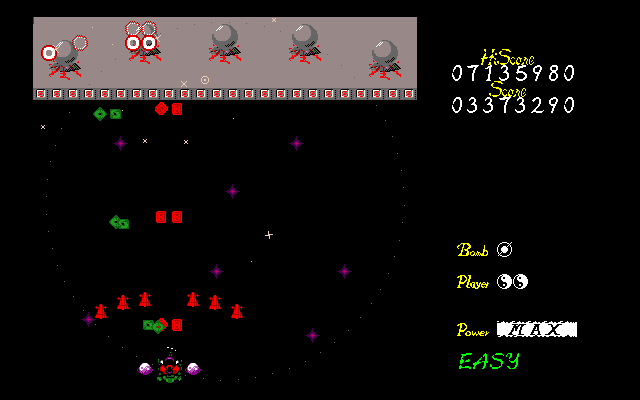 HiScore
07135980
Score
03373290
Bomb
Player
Power MAX
EASY